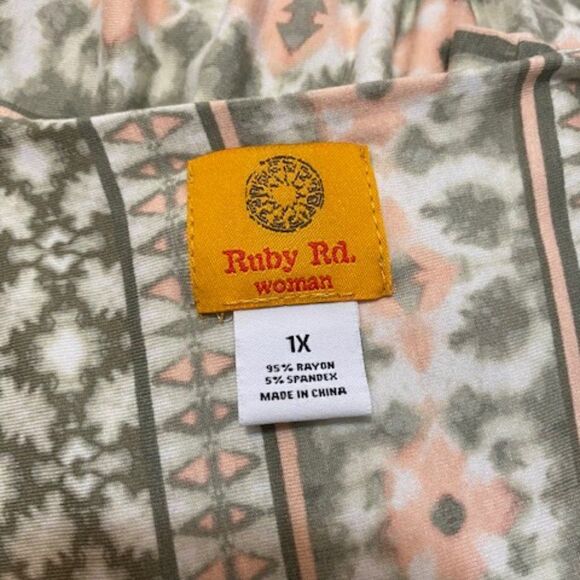 Ruby Rd.
woman
1X
95% RAYON
5% SPANDEX
MADE IN CHINA